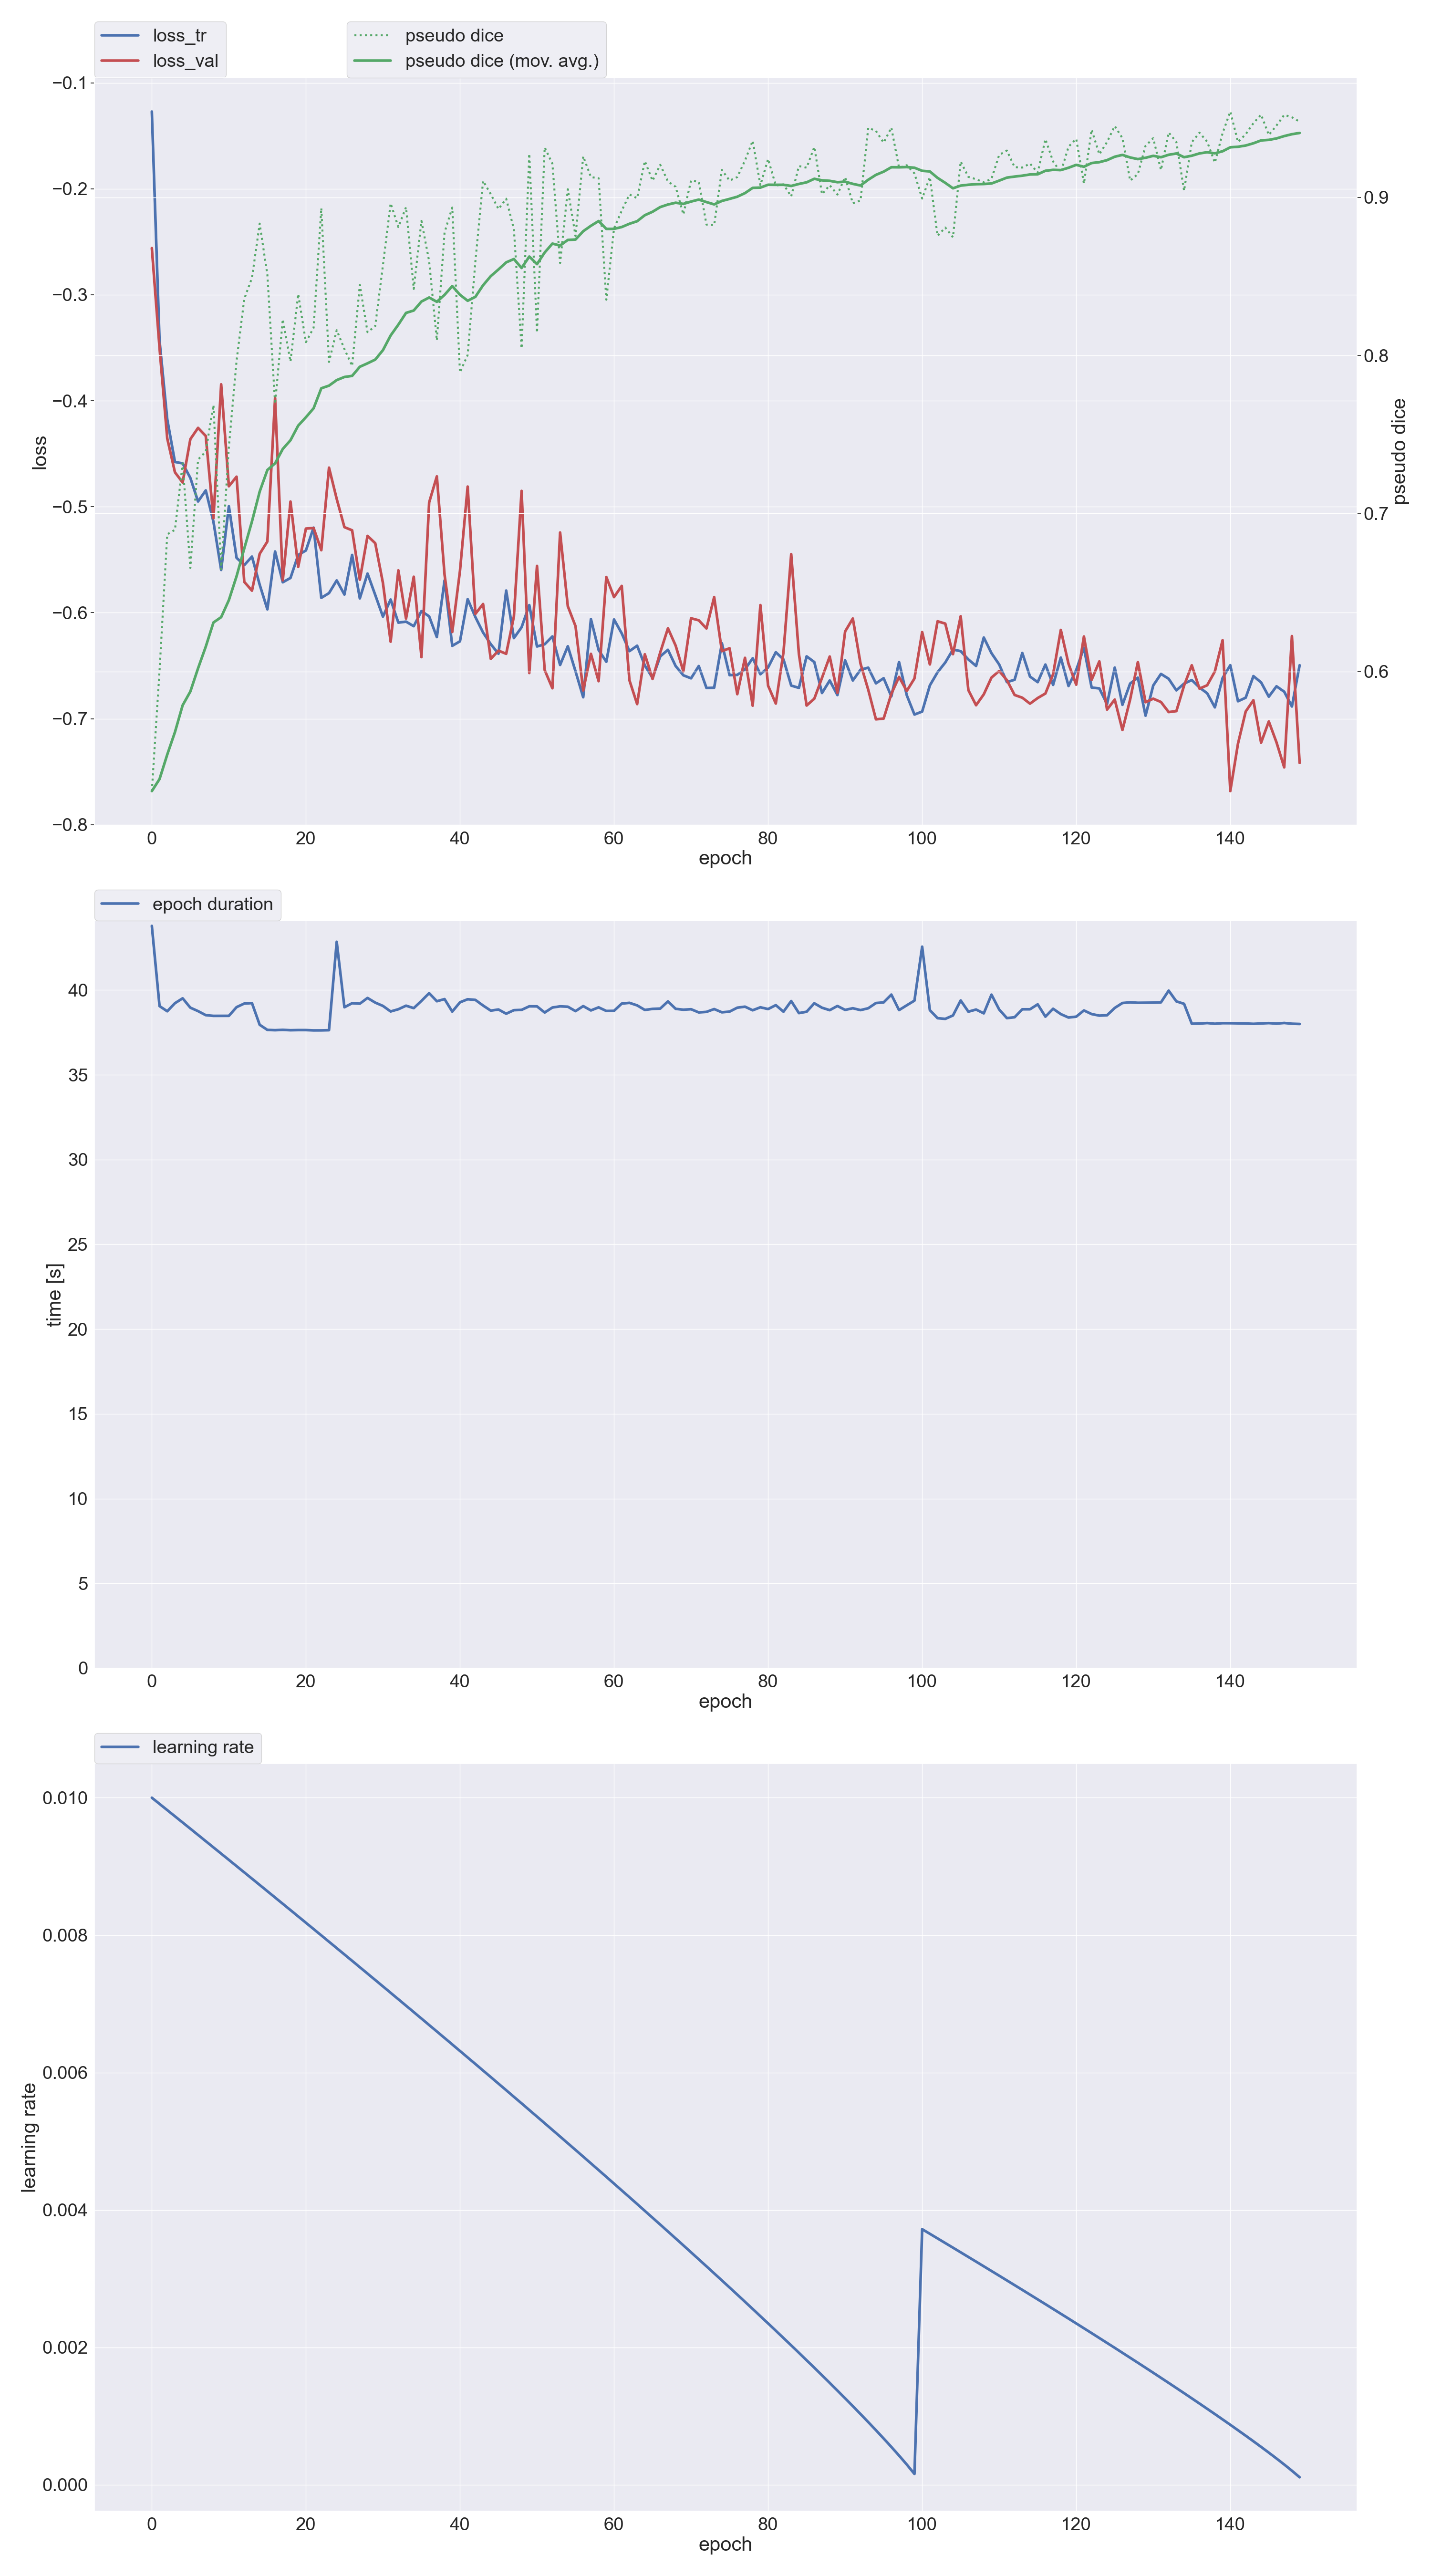 loss_tr
loss_val
pseudo dice
pseudo dice (mov. avg.)
−0.1
−0.2
−0.3
−0.4
−0.5
−0.6
−0.7
−0.8
loss
0.9
0.8
0.7
0.6
pseudo dice
0 20 40 60 80 100 120 140
epoch
epoch duration
40
35
30
25
20
15
10
5
0
time [s]
0 20 40 60 80 100 120 140
epoch
learning rate
0.010
0.008
0.006
0.004
0.002
0.000
learning rate
0 20 40 60 80 100 120 140
epoch